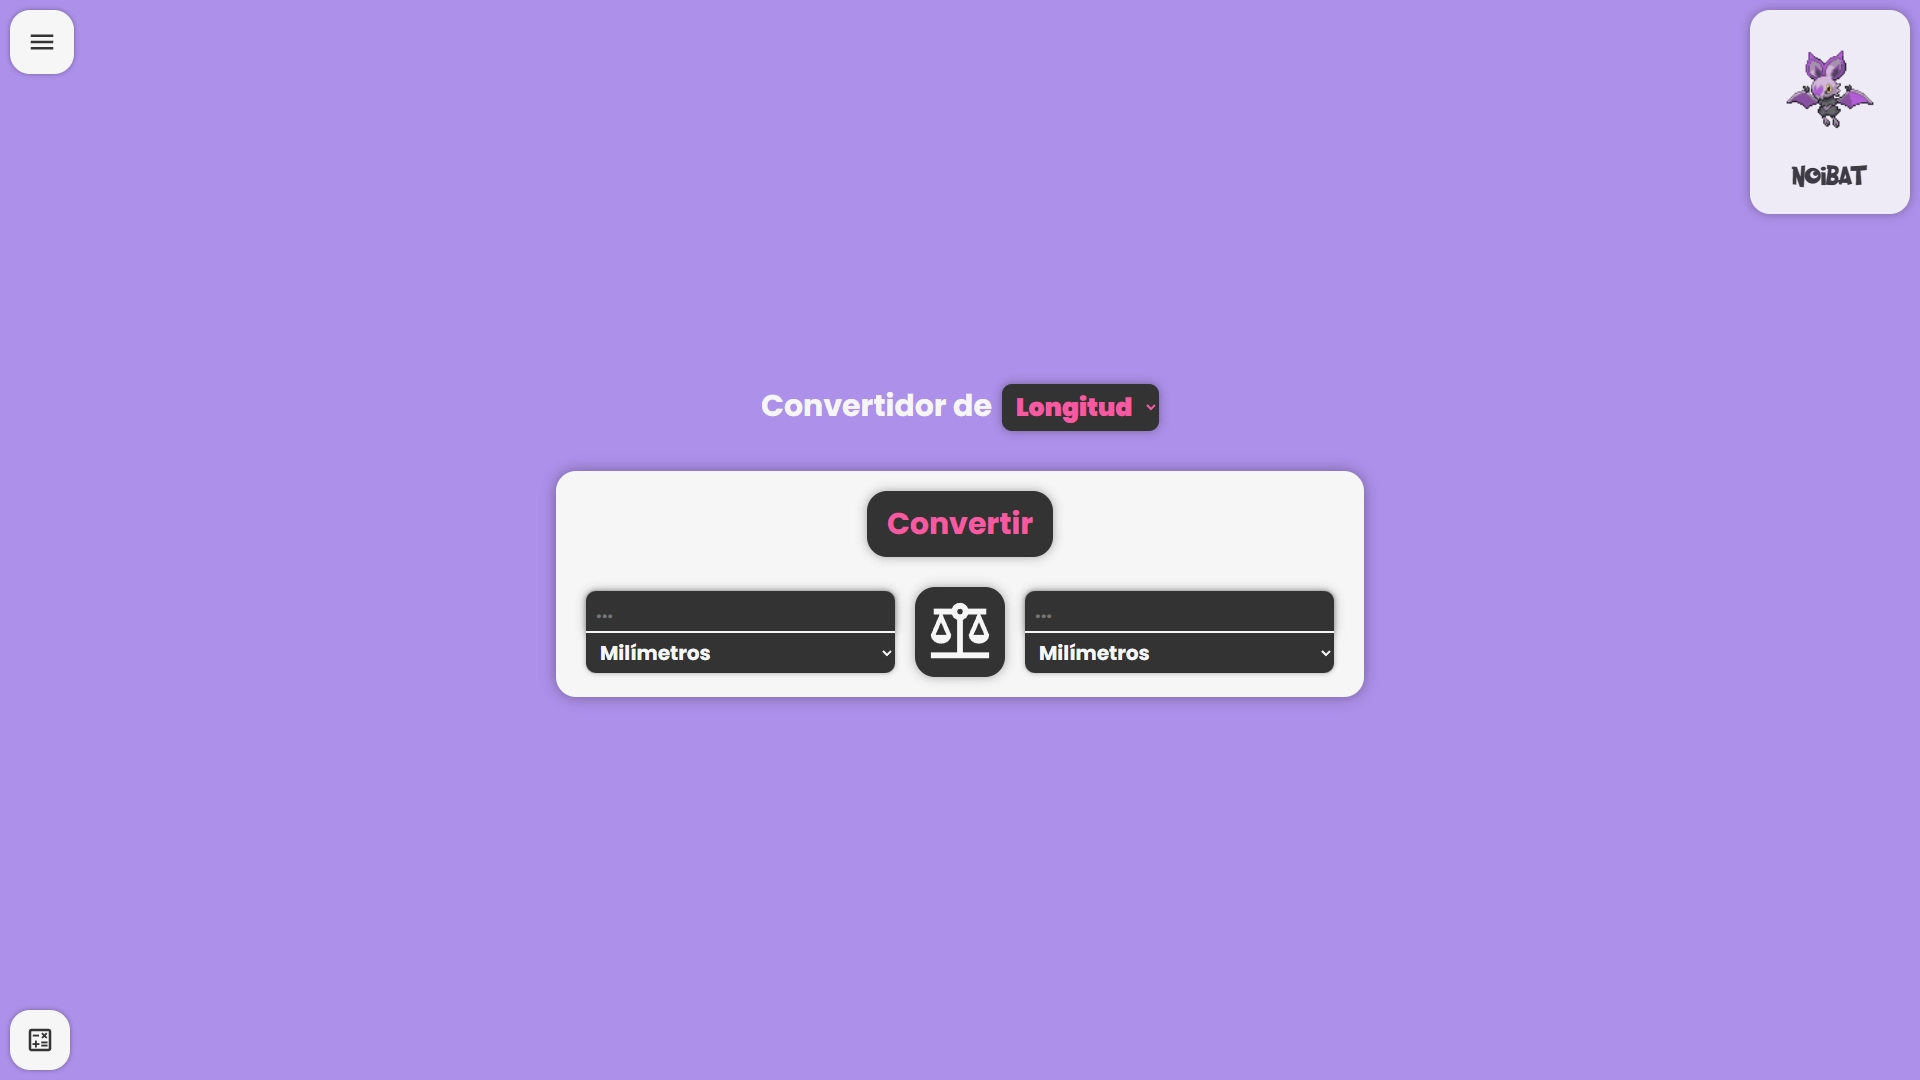 NOiBAT
Convertidor de Longitud
Convertir
... ...
Milímetros Milímetros